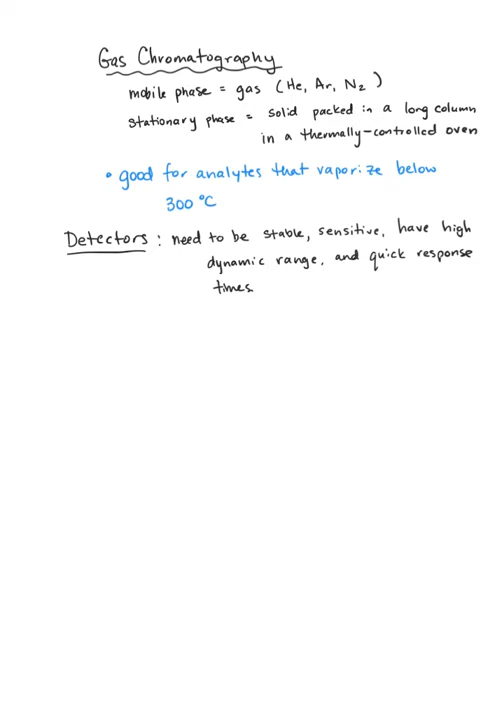 Gas Chromatography
mobile phase = gas (He, Ar, N₂)
stationary phase = solid packed in a long column
in a thermally-controlled oven
• good for analytes that vaporize below
300 °C
Detectors : need to be stable, sensitive, have high
dynamic range, and quick response
times.